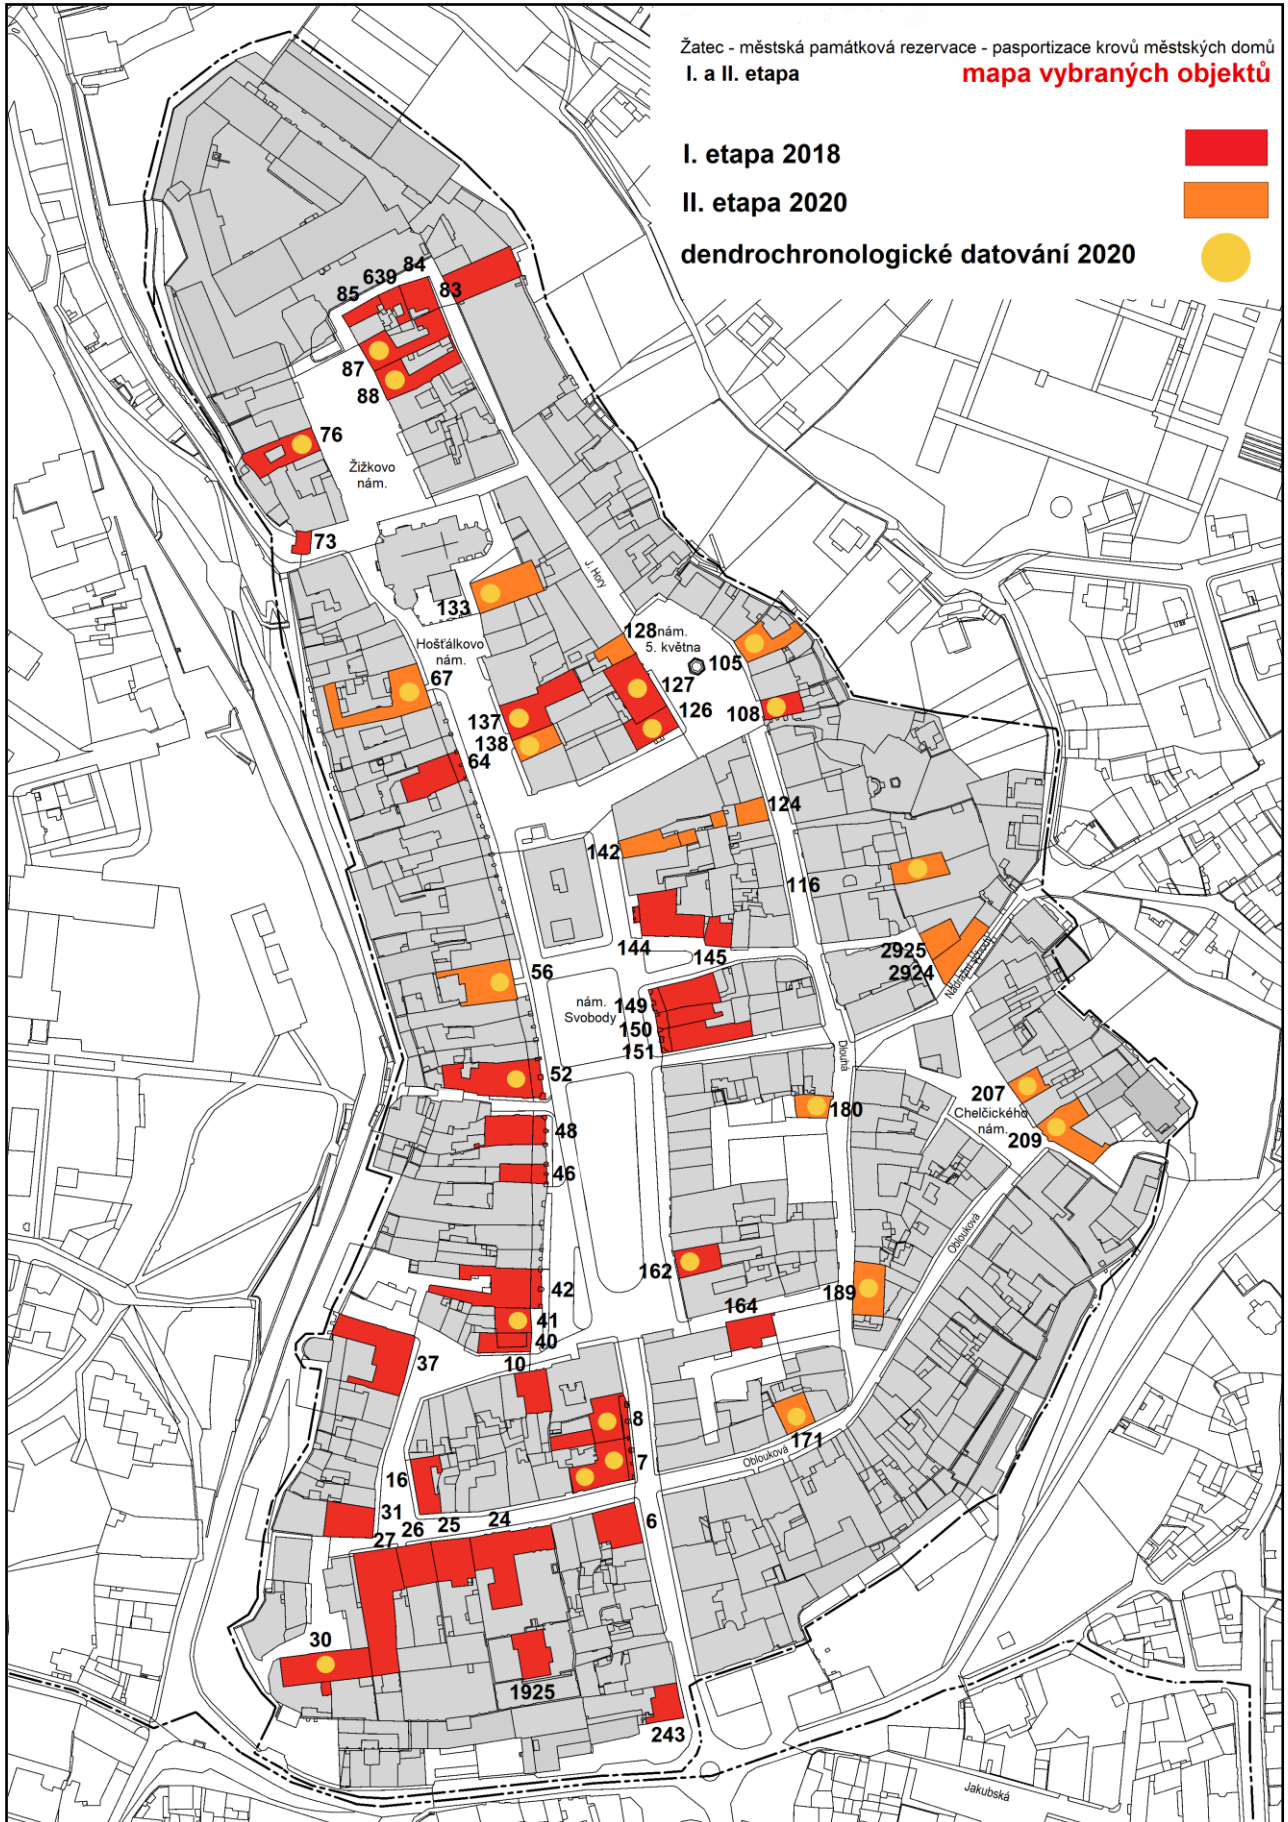 Žatec - městská památková rezervace - pasportizace krovů městských domů
I. a II. etapa
mapa vybraných objektů
I. etapa 2018
II. etapa 2020
dendrochronologické datování 2020
84
639
85
83
87
88
76
Žižkovo
nám.
73
J. Hory
133
128
nám.
5. května
105
Hošťálkovo
nám.
67
127
126
108
137
138
64
124
142
116
144
145
2925
2924
Nádražní schody
56
nám.
Svobody
149
150
151
Dlouhá
52
180
207
Chelčického
nám.
209
48
46
Oblouková
162
189
42
164
41
40
37
10
8
171
7
Oblouková
16
31
6
24
25
26
27
30
1925
243
Jakubská